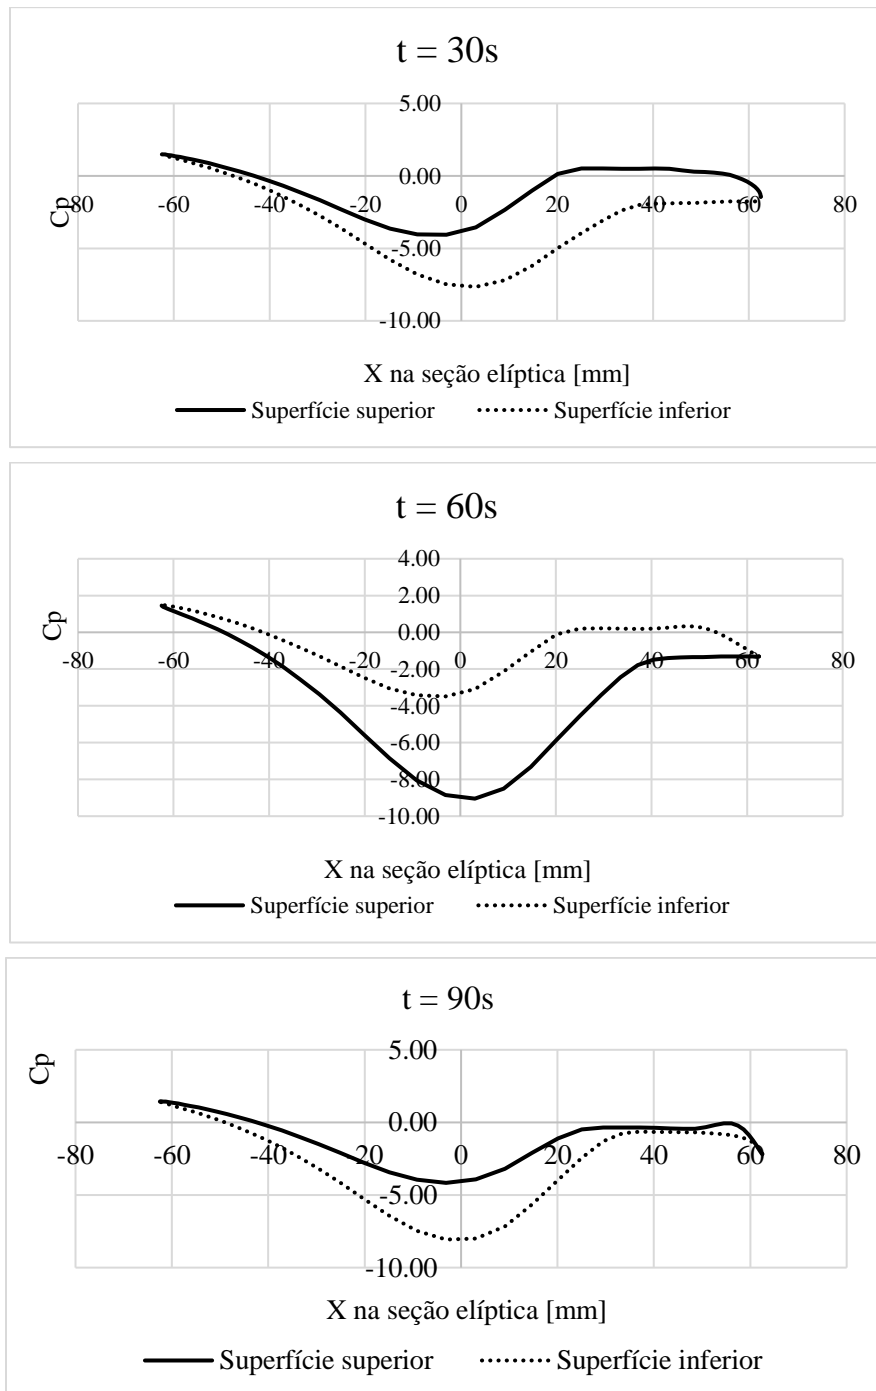 t = 30s
5.00
0.00
-80 -60 -40 -20 0 20 40 60 80
Cp
-5.00
-10.00
X na seção elíptica [mm]
Superfície superior Superfície inferior
t = 60s
4.00
2.00
Cp
0.00
-80 -60 -40 -20 0 20 40 60 80
-2.00
-4.00
-6.00
-8.00
-10.00
X na seção elíptica [mm]
Superfície superior Superfície inferior
t = 90s
5.00
Cp
0.00
-80 -60 -40 -20 0 20 40 60 80
-5.00
-10.00
X na seção elíptica [mm]
Superfície superior Superfície inferior